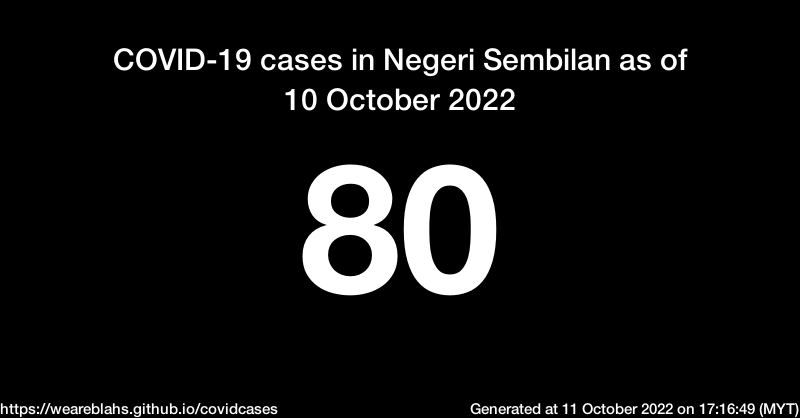 COVID-19 cases in Negeri Sembilan as of
10 October 2022
80
https://weareblahs.github.io/covidcases
Generated at 11 October 2022 on 17:16:49 (MYT)